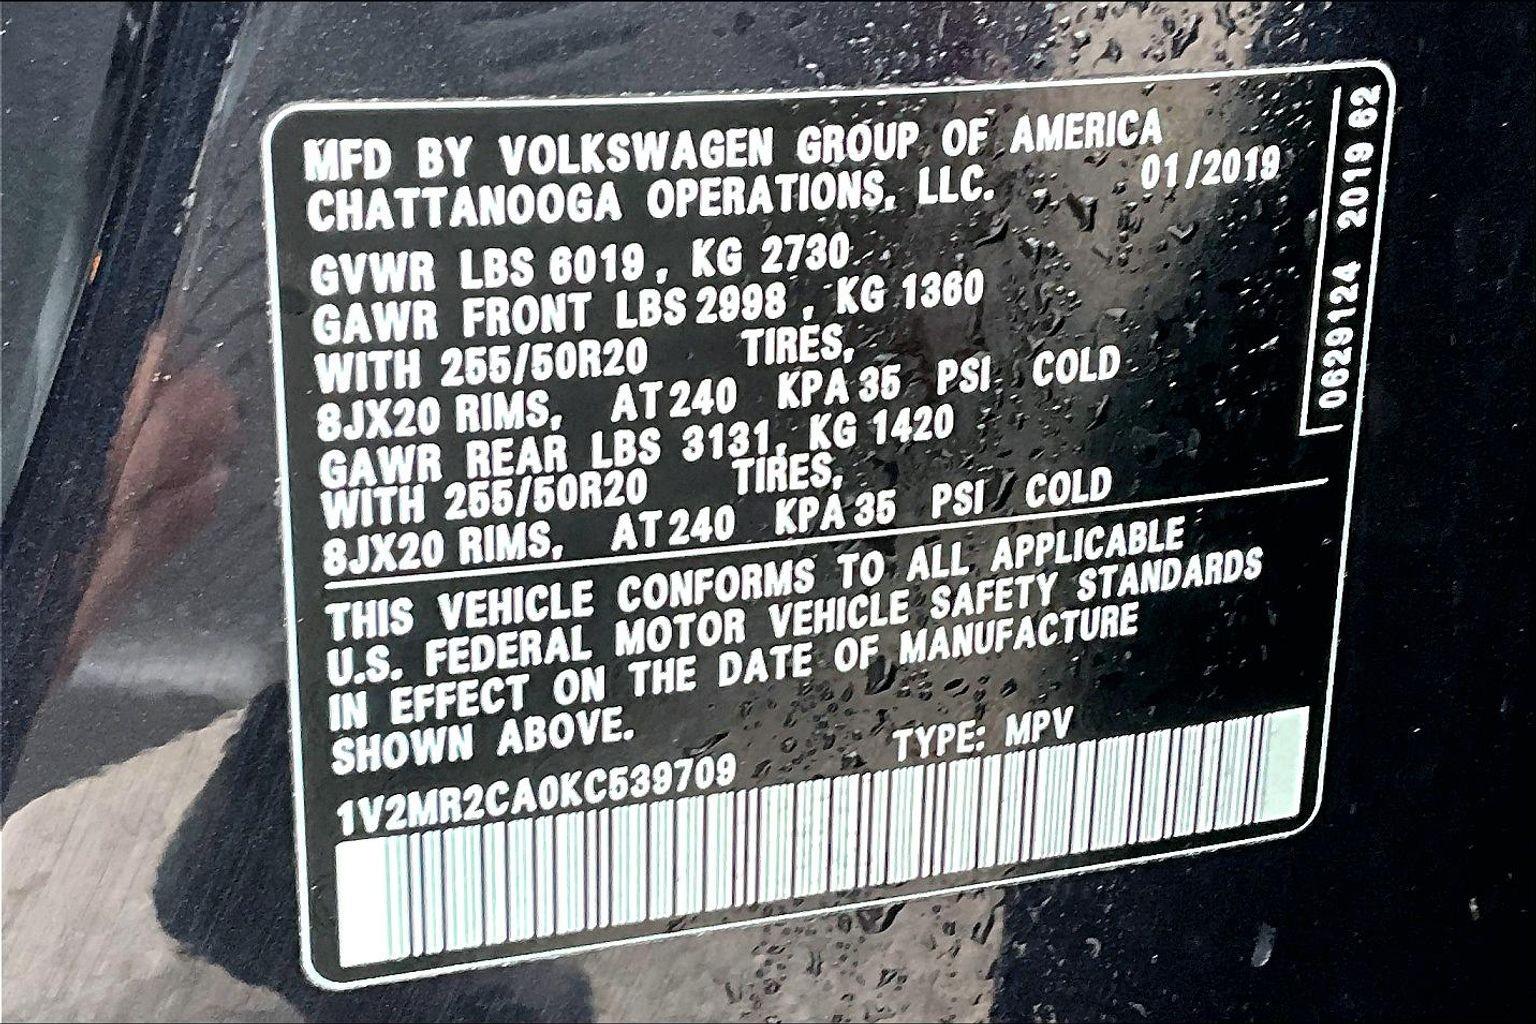 MFD BY VOLKSWAGEN GROUP OF AMERICA
CHATTANOOGA OPERATIONS, LLC. 01/2019
GVWR LBS 6019, KG 2730
GAWR FRONT LBS 2998, KG 1360
WITH 255/50R20 TIRES,
8JX20 RIMS, AT 240 KPA 35 PSI COLD
GAWR REAR LBS 3131, KG 1420
WITH 255/50R20 TIRES,
8JX20 RIMS, AT 240 KPA 35 PSI COLD
THIS VEHICLE CONFORMS TO ALL APPLICABLE
U.S. FEDERAL MOTOR VEHICLE SAFETY STANDARDS
IN EFFECT ON THE DATE OF MANUFACTURE
SHOWN ABOVE.
1V2MR2CA0KC539709 TYPE: MPV
0629124 2019 62